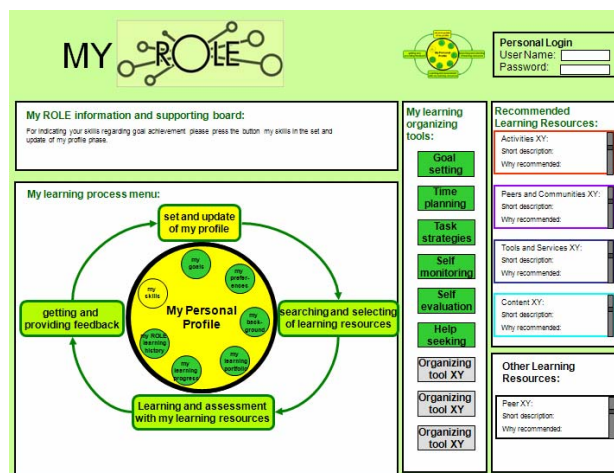 MY ROLE
Personal Login
User Name:
Password:
My ROLE information and supporting board:
For indicating your skills regarding goal achievement please press the button my skills in the set and
update of my profile phase.
My learning process menu:
set and update
of my profile
searching and selecting
of learning resources
Learning and assessment
with my learning resources
getting and
providing feedback
My Personal
Profile
my
goals
my
prefer-
enses
my
back-
ground
my
learning
portfolio
my
learning
progress
my ROLE
learning
history
my
skills
My learning
organizing
tools:
Goal
setting
Time
planning
Task
strategies
Self
monitoring
Self
evaluation
Help
seeking
Organizing
tool XY
Organizing
tool XY
Organizing
tool XY
Recommended
Learning Resources:
Activities XY:
Short description:
Why recommended:
Peers and Communities XY:
Short description:
Why recommended:
Tools and Services XY:
Short description:
Why recommended:
Content XY:
Short description:
Why recommended:
Other Learning
Resources:
Peer XY:
Short description:
Why recommended: